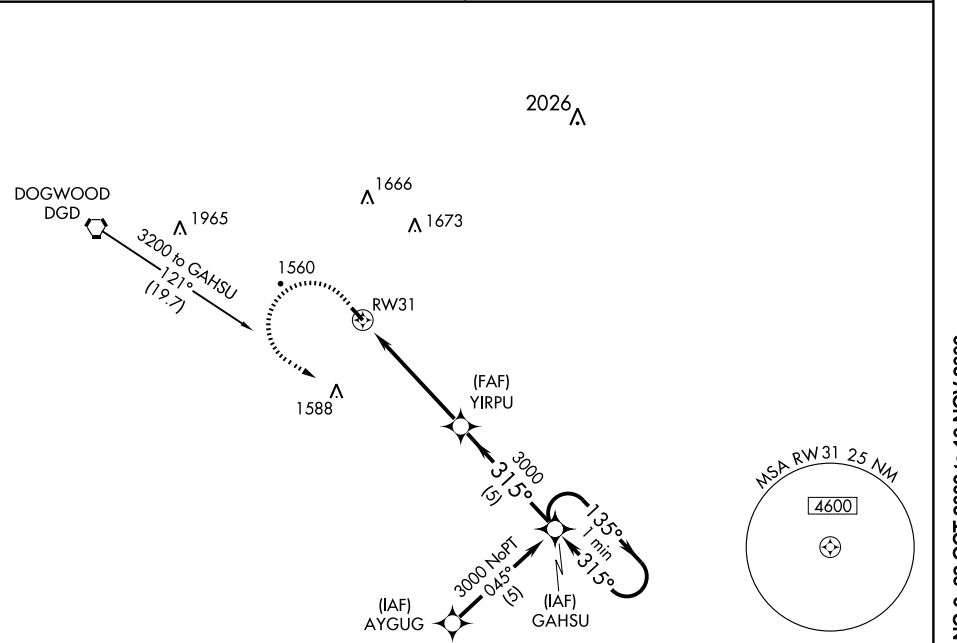 2026
1666
DOGWOOD
DGD
1965
1673
3200 to GAHSU
121°
(19.7)
1560
RW31
(FAF)
YIRPU
1588
3000
315°
(5)
MSA RW31 25 NM
4600
135°
1 min
315°
3000 NoPT
045°
(5)
(IAF)
GAHSU
(IAF)
AYGUG